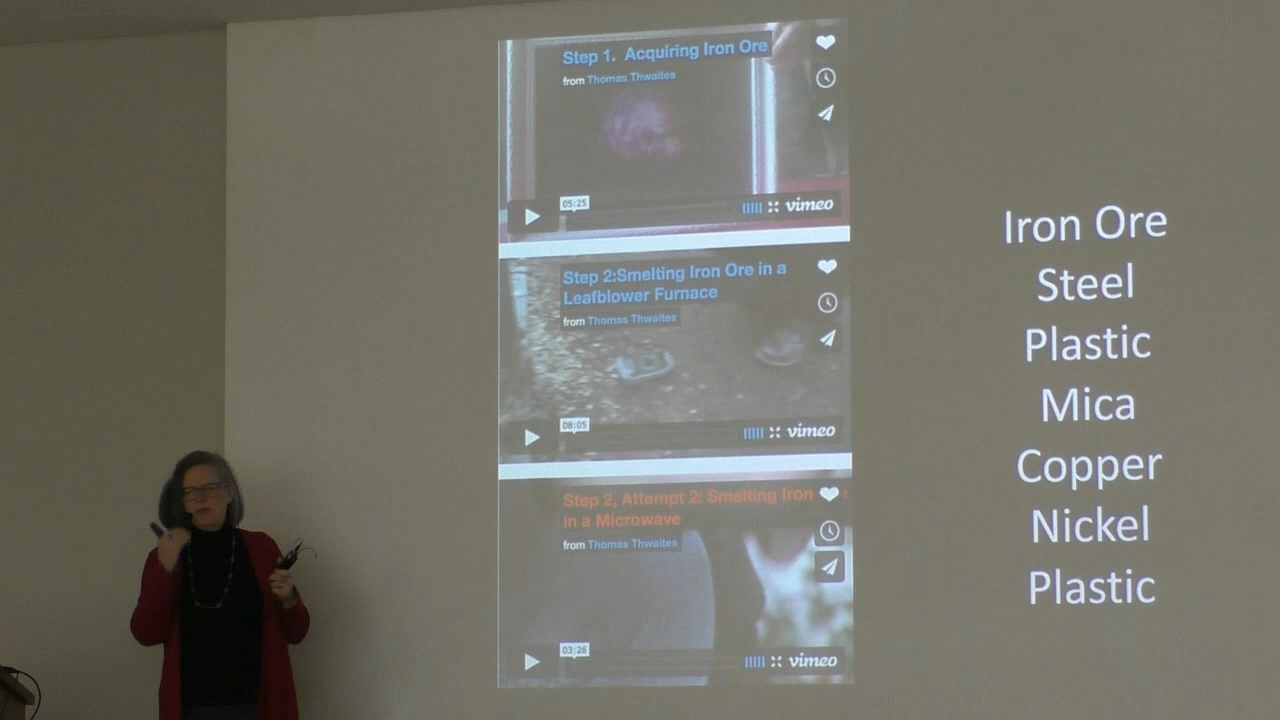 Step 1. Acquiring Iron Ore
from Thomas Thwaites
05:25
vimeo
Step 2:Smelting Iron Ore in a
Leafblower Furnace
from Thomas Thwaites
08:05
vimeo
Step 2, Attempt 2: Smelting Iron
in a Microwave
from Thomas Thwaites
03:26
vimeo
Iron Ore
Steel
Plastic
Mica
Copper
Nickel
Plastic